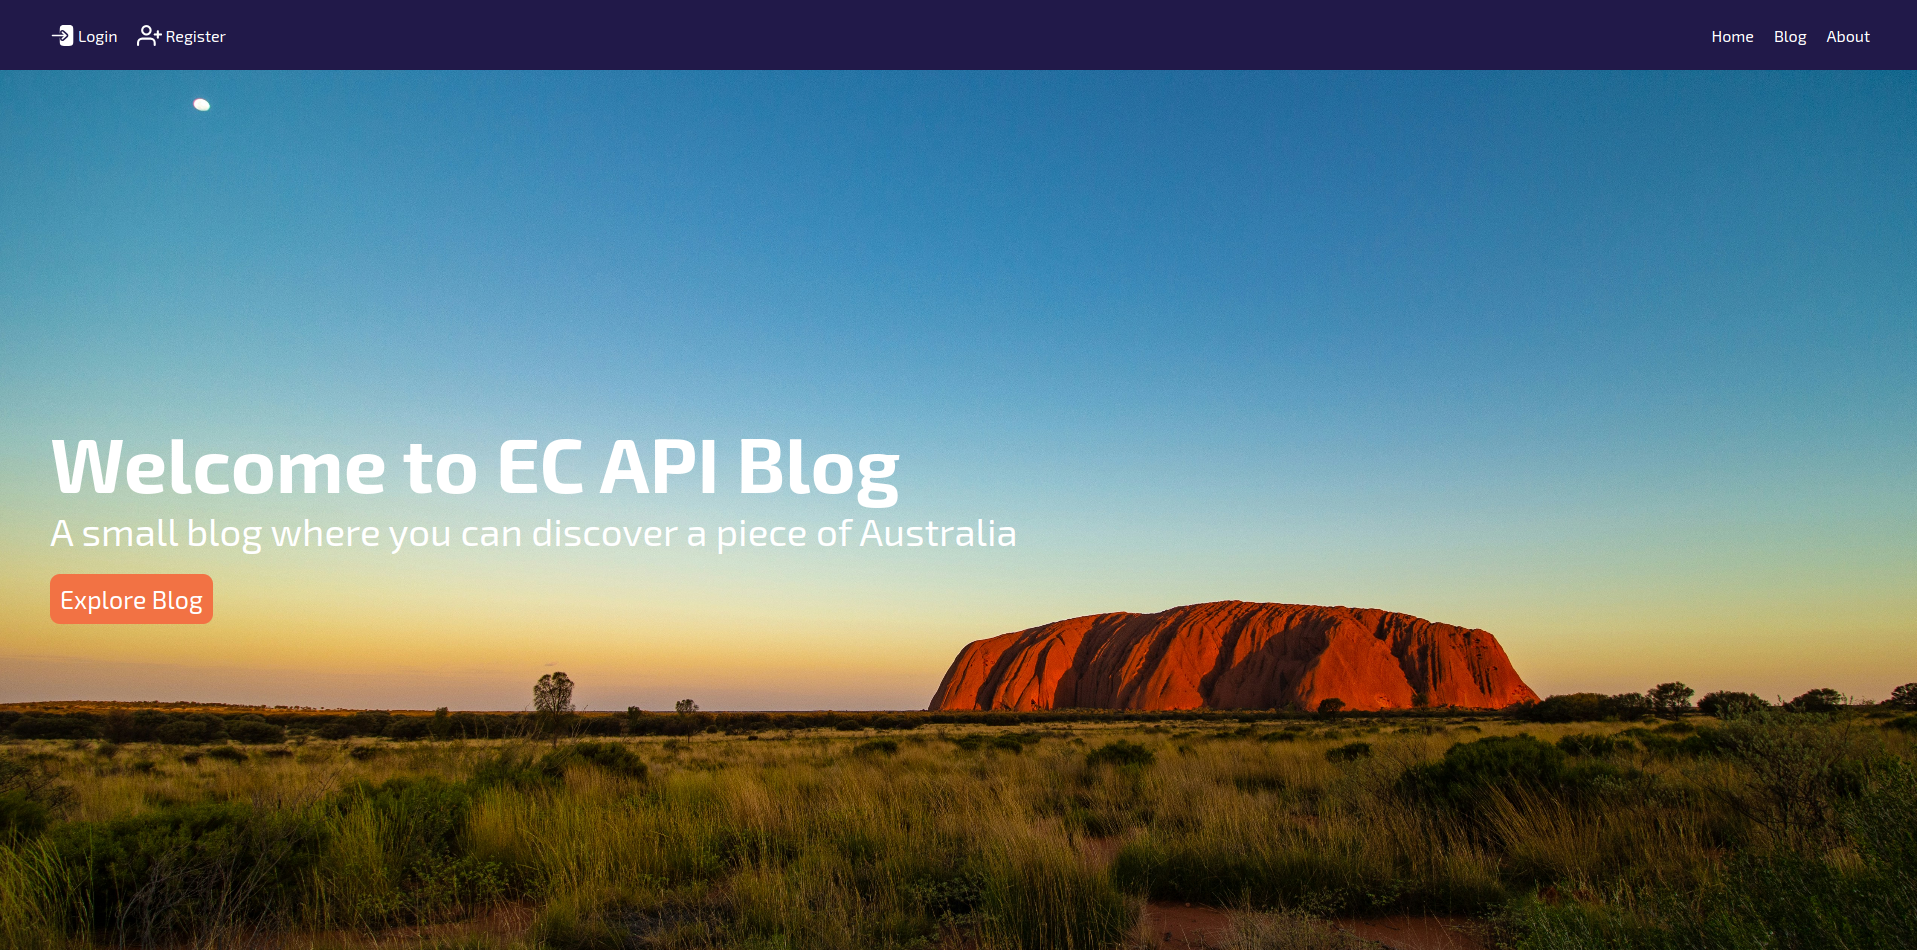 Login Register Home Blog About
Welcome to EC API Blog
A small blog where you can discover a piece of Australia
Explore Blog